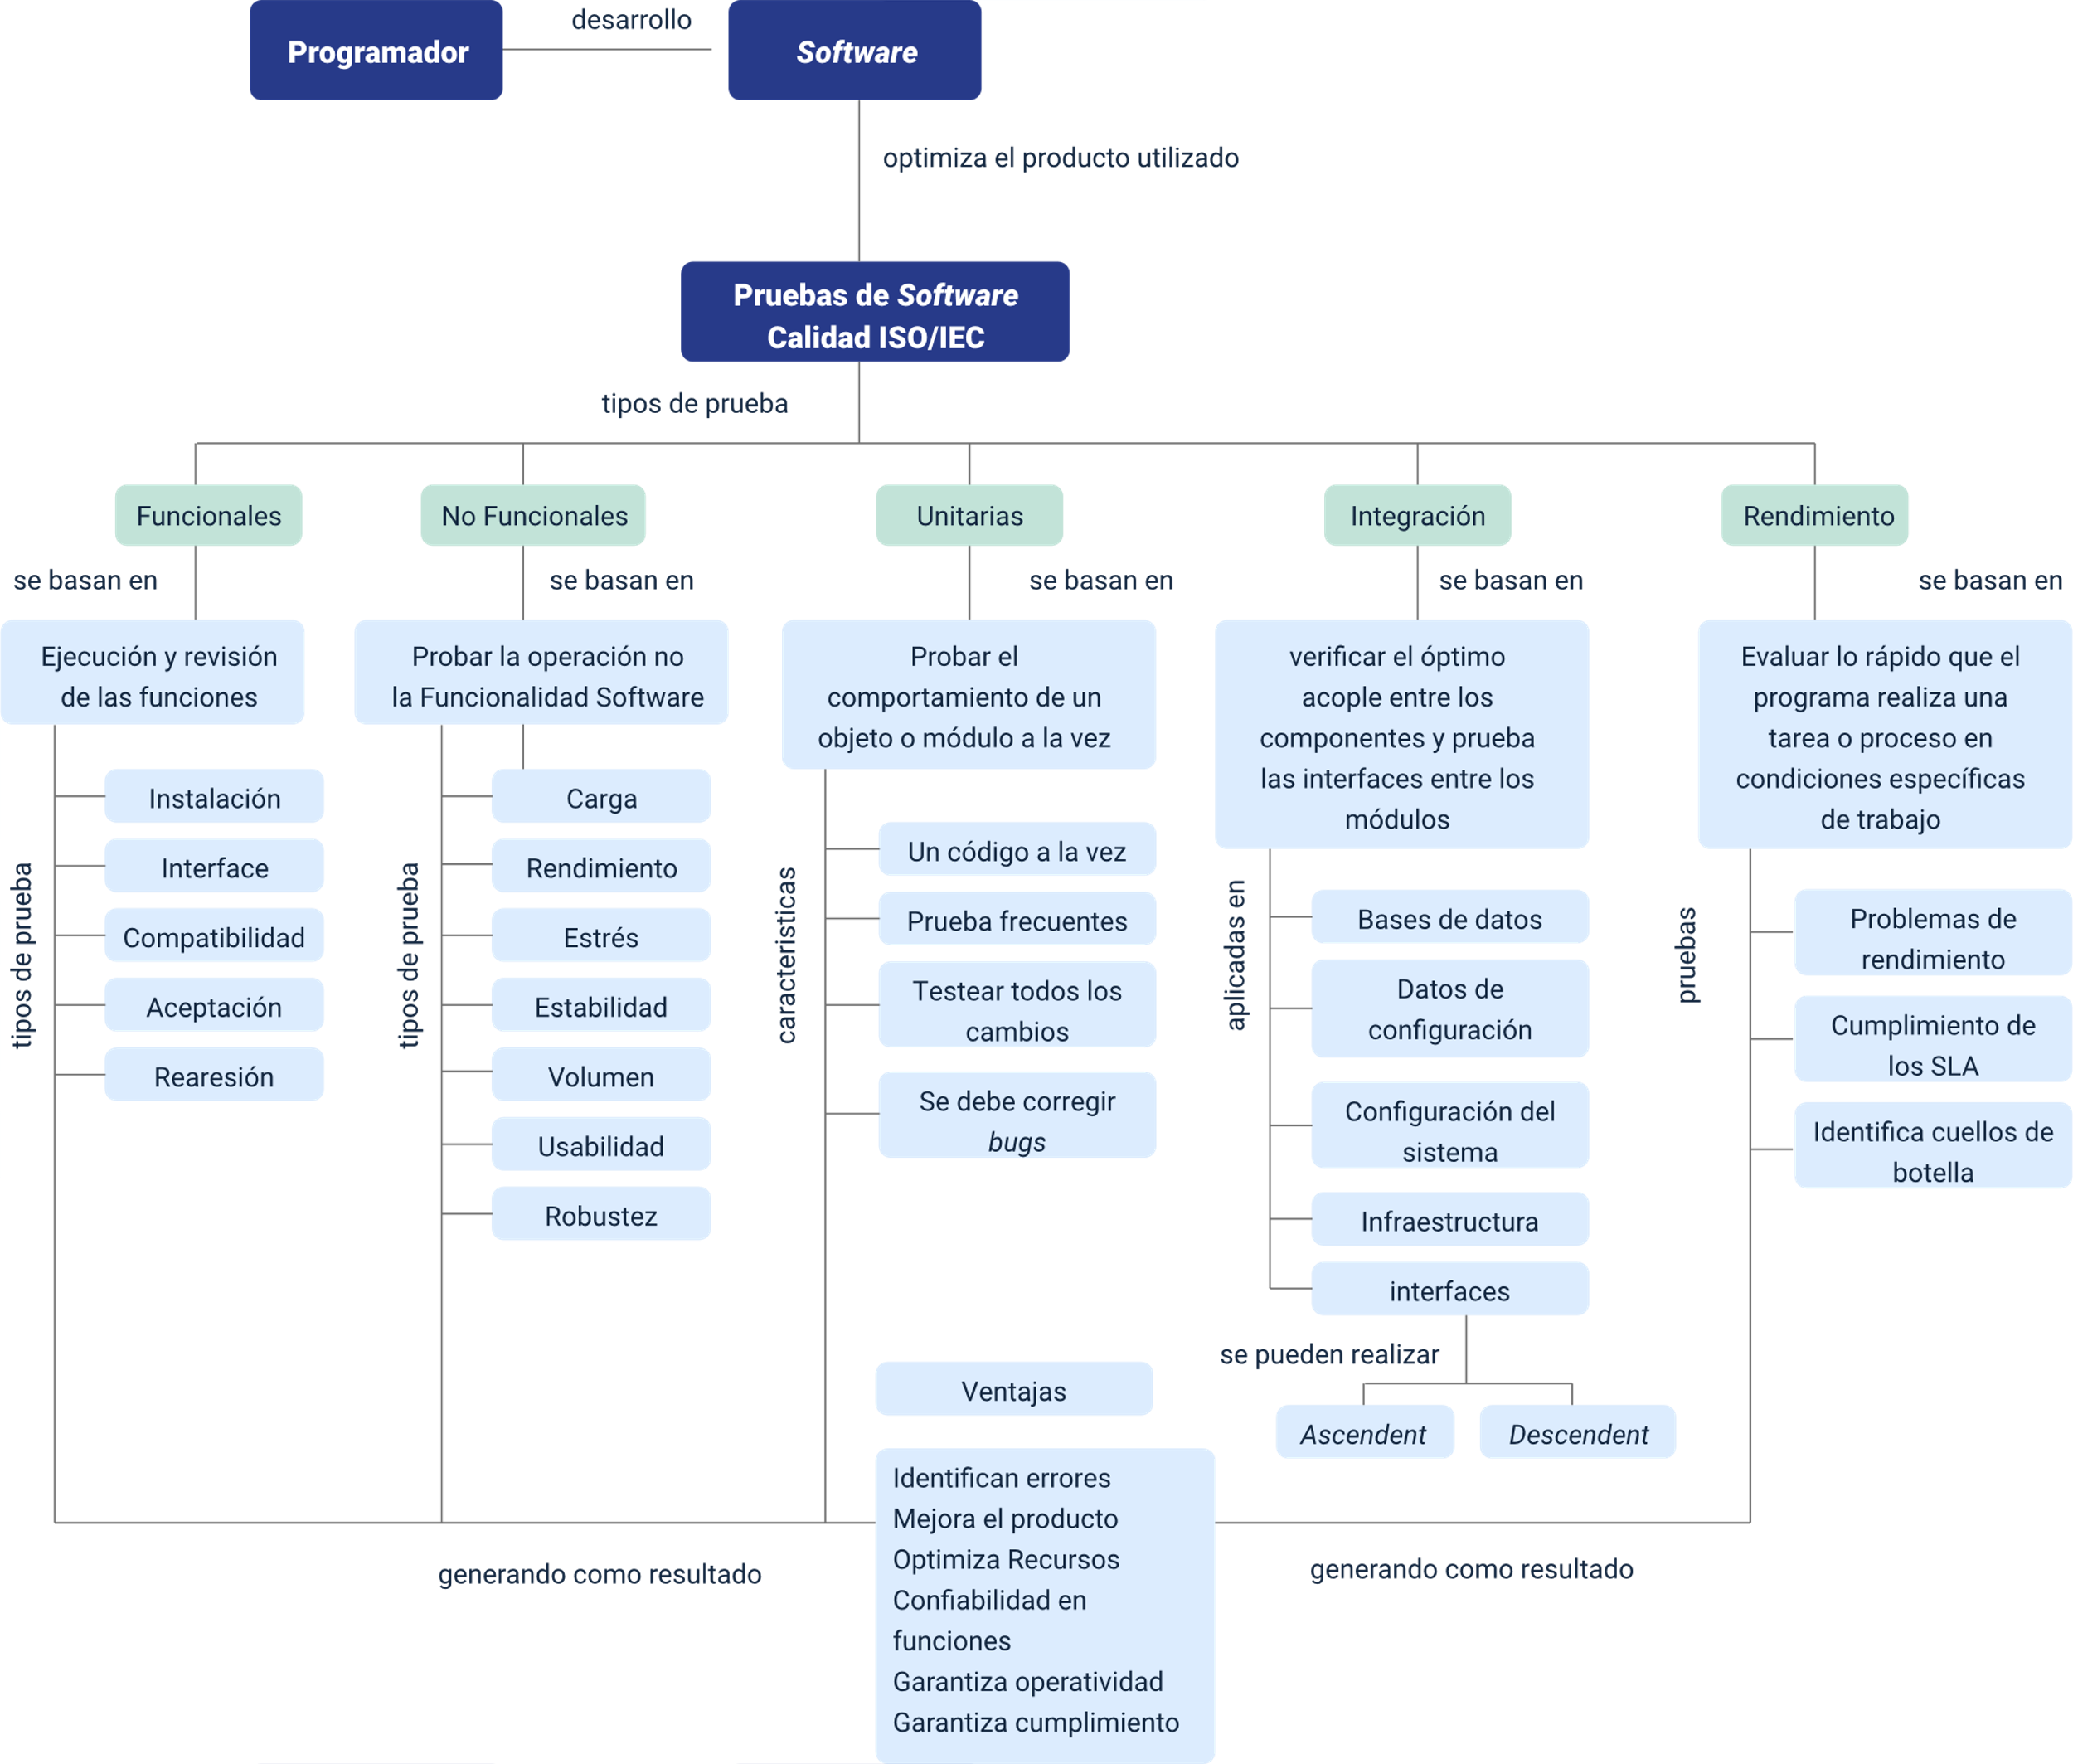 desarrollo
Programador
Software
optimiza el producto utilizado
Pruebas de Software
Calidad ISO/IEC
tipos de prueba
Funcionales
No Funcionales
Unitarias
Integración
Rendimiento
se basan en
se basan en
se basan en
se basan en
se basan en
Ejecución y revisión
de las funciones
tipos de prueba
Instalación
Interface
Compatibilidad
Aceptación
Rearesión
Probar la operación no
la Funcionalidad Software
tipos de prueba
Carga
Rendimiento
Estrés
Estabilidad
Volumen
Usabilidad
Robustez
Probar el
comportamiento de un
objeto o módulo a la vez
caracteristicas
Un código a la vez
Prueba frecuentes
Testear todos los
cambios
Se debe corregir
bugs
verificar el óptimo
acople entre los
componentes y prueba
las interfaces entre los
módulos
aplicadas en
Bases de datos
Datos de
configuración
Configuración del
sistema
Infraestructura
interfaces
se pueden realizar
Ascendent
Descendent
Evaluar lo rápido que el
programa realiza una
tarea o proceso en
condiciones específicas
de trabajo
pruebas
Problemas de
rendimiento
Cumplimiento de
los SLA
Identifica cuellos de
botella
Ventajas
Identifican errores
Mejora el producto
Optimiza Recursos
Confiabilidad en
funciones
Garantiza operatividad
Garantiza cumplimiento
generando como resultado
generando como resultado